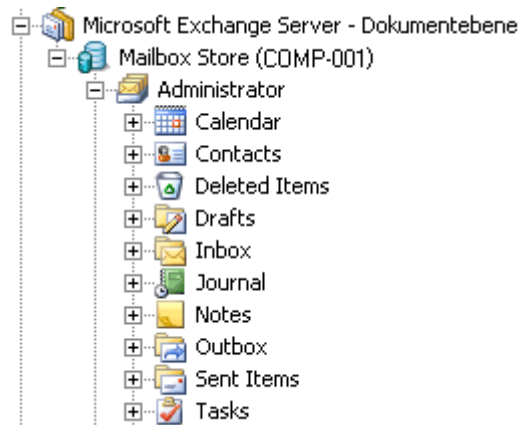 Microsoft Exchange Server - Dokumentebene
Mailbox Store (COMP-001)
Administrator
Calendar
Contacts
Deleted Items
Drafts
Inbox
Journal
Notes
Outbox
Sent Items
Tasks